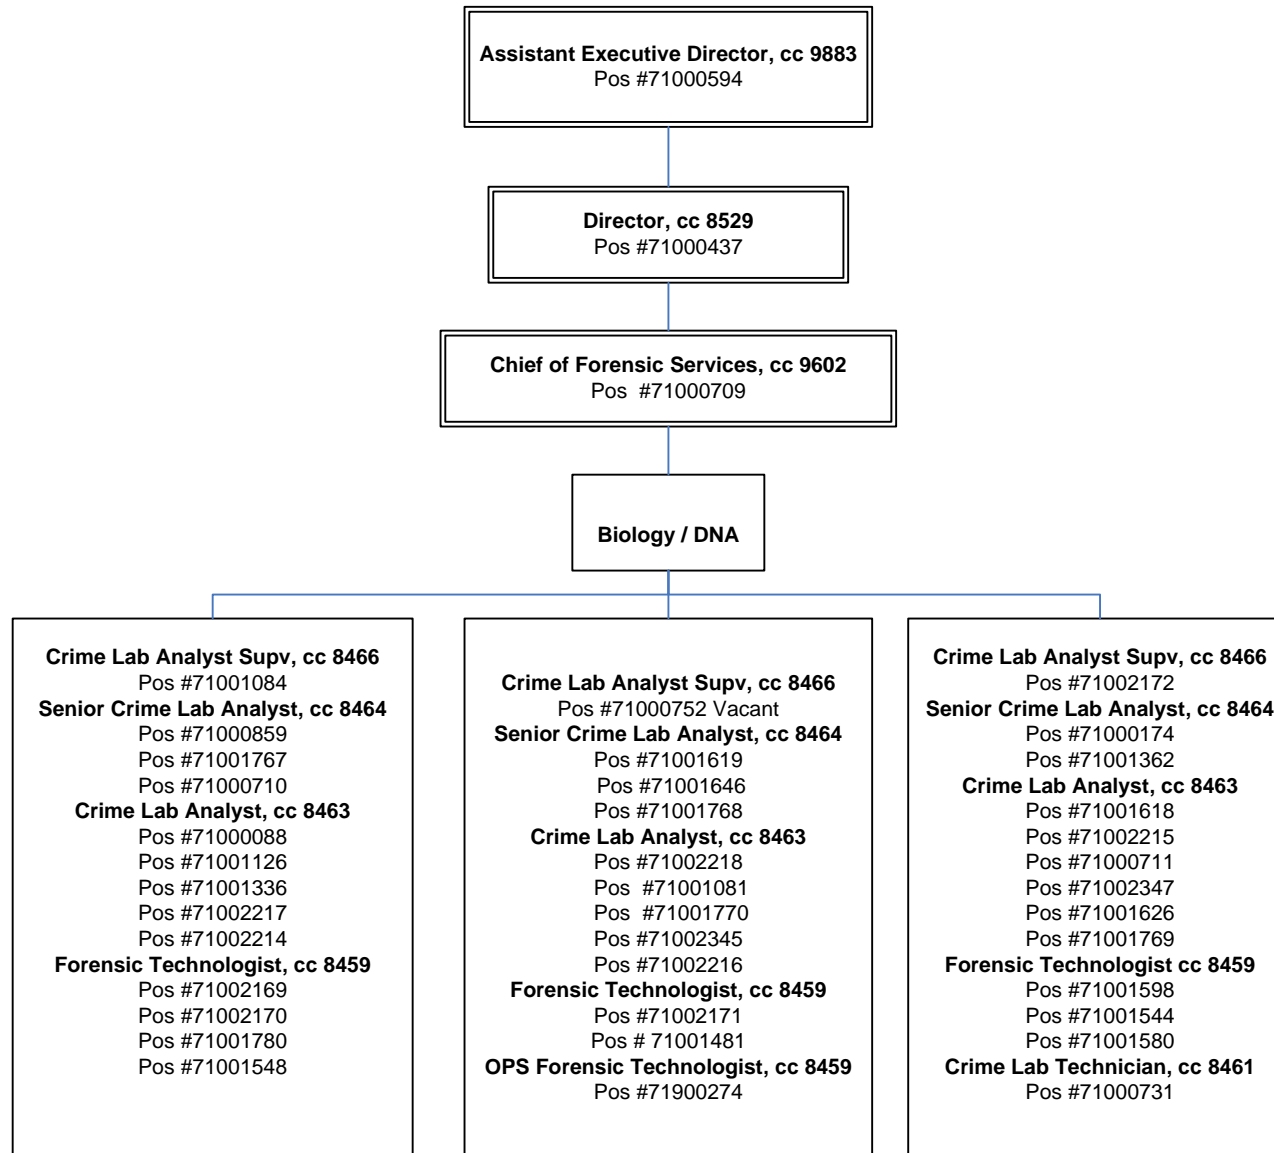 Assistant Executive Director, cc 9883
Pos #71000594
Director, cc 8529
Pos #71000437
Chief of Forensic Services, cc 9602
Pos  #71000709
Biology / DNA
Crime Lab Analyst Supv, cc 8466
Pos #71001084
Senior Crime Lab Analyst, cc 8464
Pos #71000859
Pos #71001767
Pos #71000710
Crime Lab Analyst, cc 8463
Pos #71000088
Pos #71001126
Pos #71001336
Pos #71002217
Pos #71002214
Forensic Technologist, cc 8459
Pos #71002169
Pos #71002170
Pos #71001780
Pos #71001548
Crime Lab Analyst Supv, cc 8466
Pos #71000752 Vacant
Senior Crime Lab Analyst, cc 8464
Pos #71001619
Pos #71001646
Pos #71001768
Crime Lab Analyst, cc 8463
Pos #71002218
Pos  #71001081
Pos  #71001770
Pos #71002345
Pos #71002216
Forensic Technologist, cc 8459
Pos #71002171
Pos # 71001481
OPS Forensic Technologist, cc 8459
Pos #71900274
Crime Lab Analyst Supv, cc 8466
Pos #71002172
Senior Crime Lab Analyst, cc 8464
Pos #71000174
Pos #71001362
Crime Lab Analyst, cc 8463
Pos #71001618
Pos #71002215
Pos #71000711
Pos #71002347
Pos #71001626
Pos #71001769
Forensic Technologist cc 8459
Pos #71001598
Pos #71001544
Pos #71001580
Crime Lab Technician, cc 8461
Pos #71000731